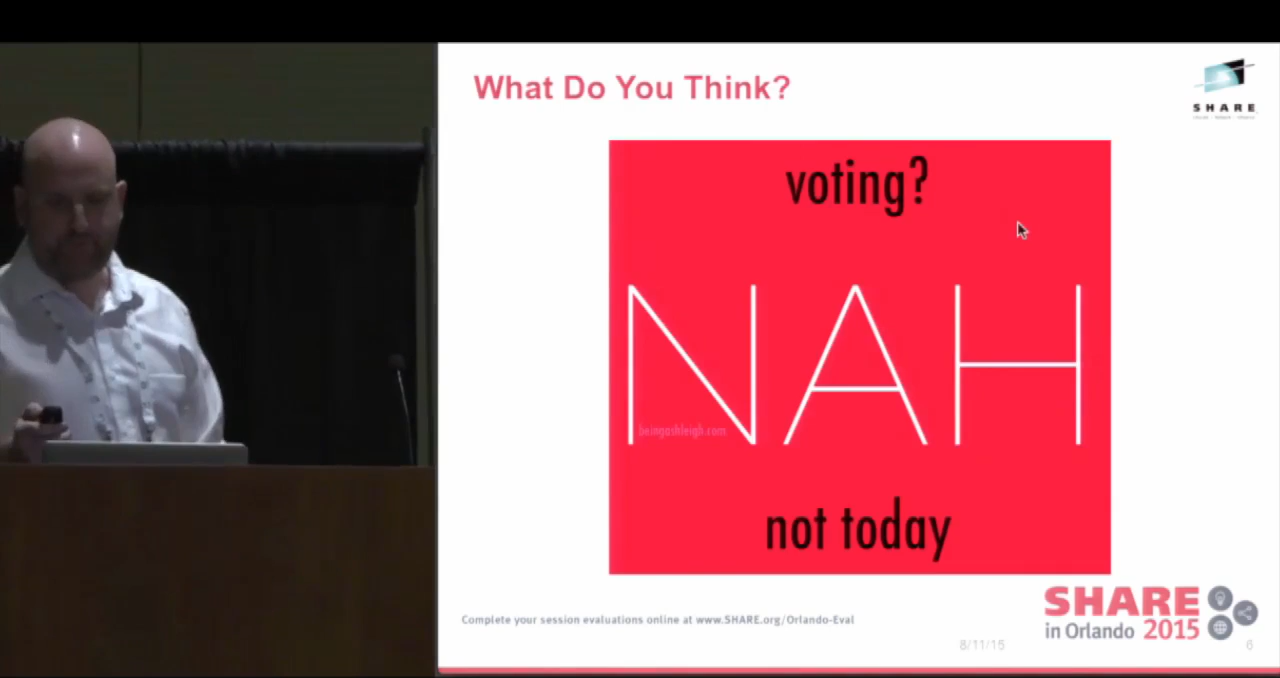 What Do You Think?
SHARE
voting?
NAH
beingashleigh.com
not today
Complete your session evaluations online at www.SHARE.org/Orlando-Eval
SHARE
in Orlando 2015
8/11/15
6